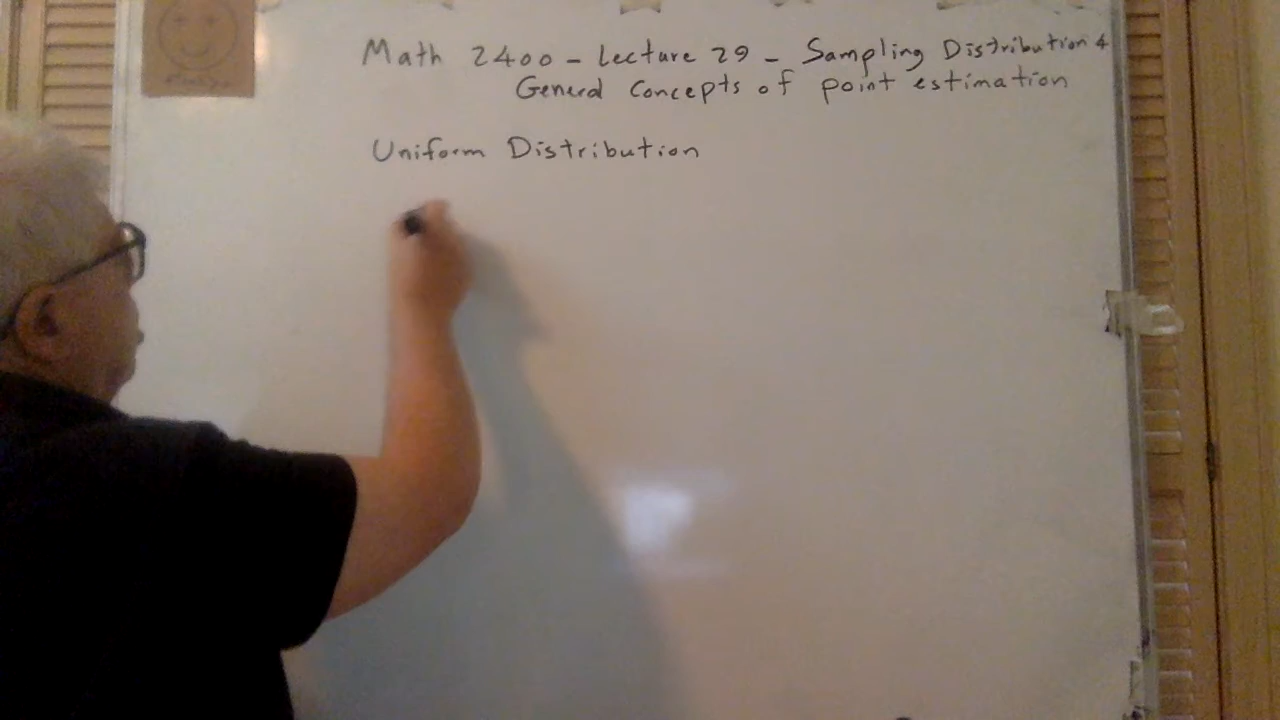 Math 2400 - Lecture 29 - Sampling Distribution 4
General Concepts of point estimation
Uniform Distribution